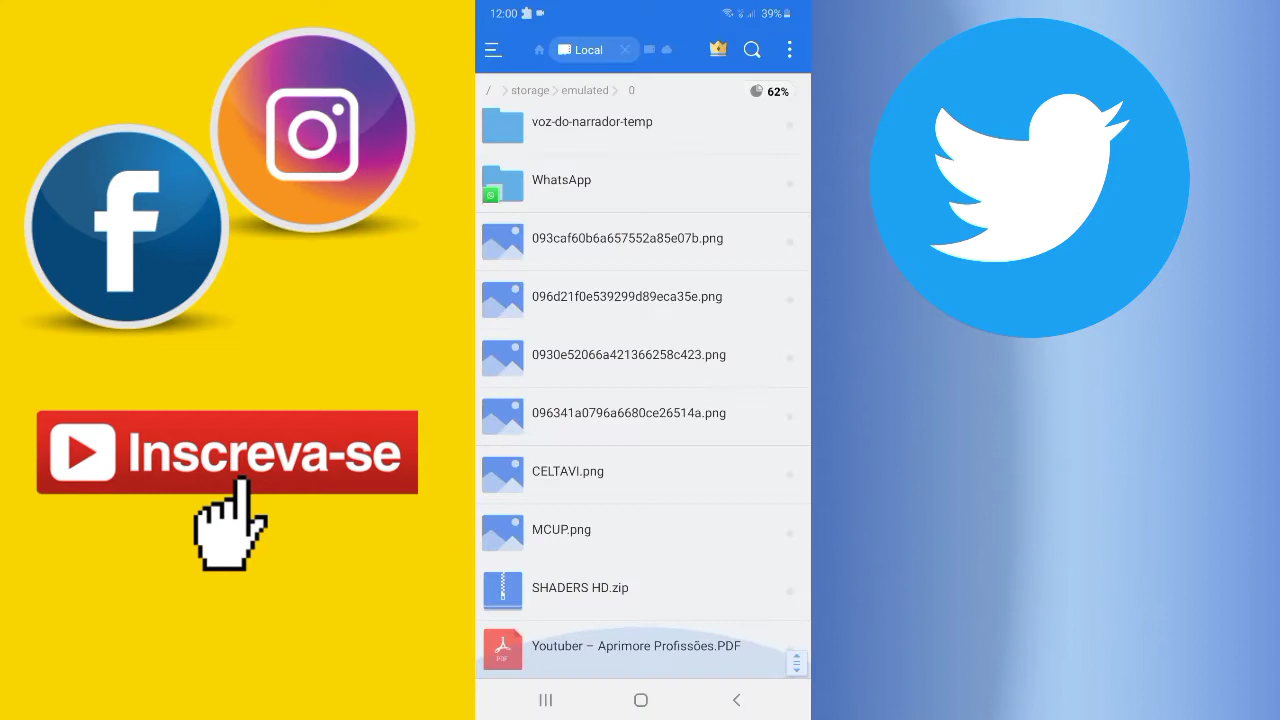 12:00
39%
Local
/ storage emulated 0
62%
voz-do-narrador-temp
WhatsApp
093caf60b6a657552a85e07b.png
096d21f0e539299d89eca35e.png
0930e52066a421366258c423.png
096341a0796a6680ce26514a.png
CELTAVI.png
MCUP.png
SHADERS HD.zip
PDF
Youtuber – Aprimore Profissões.PDF
f
Inscreva-se